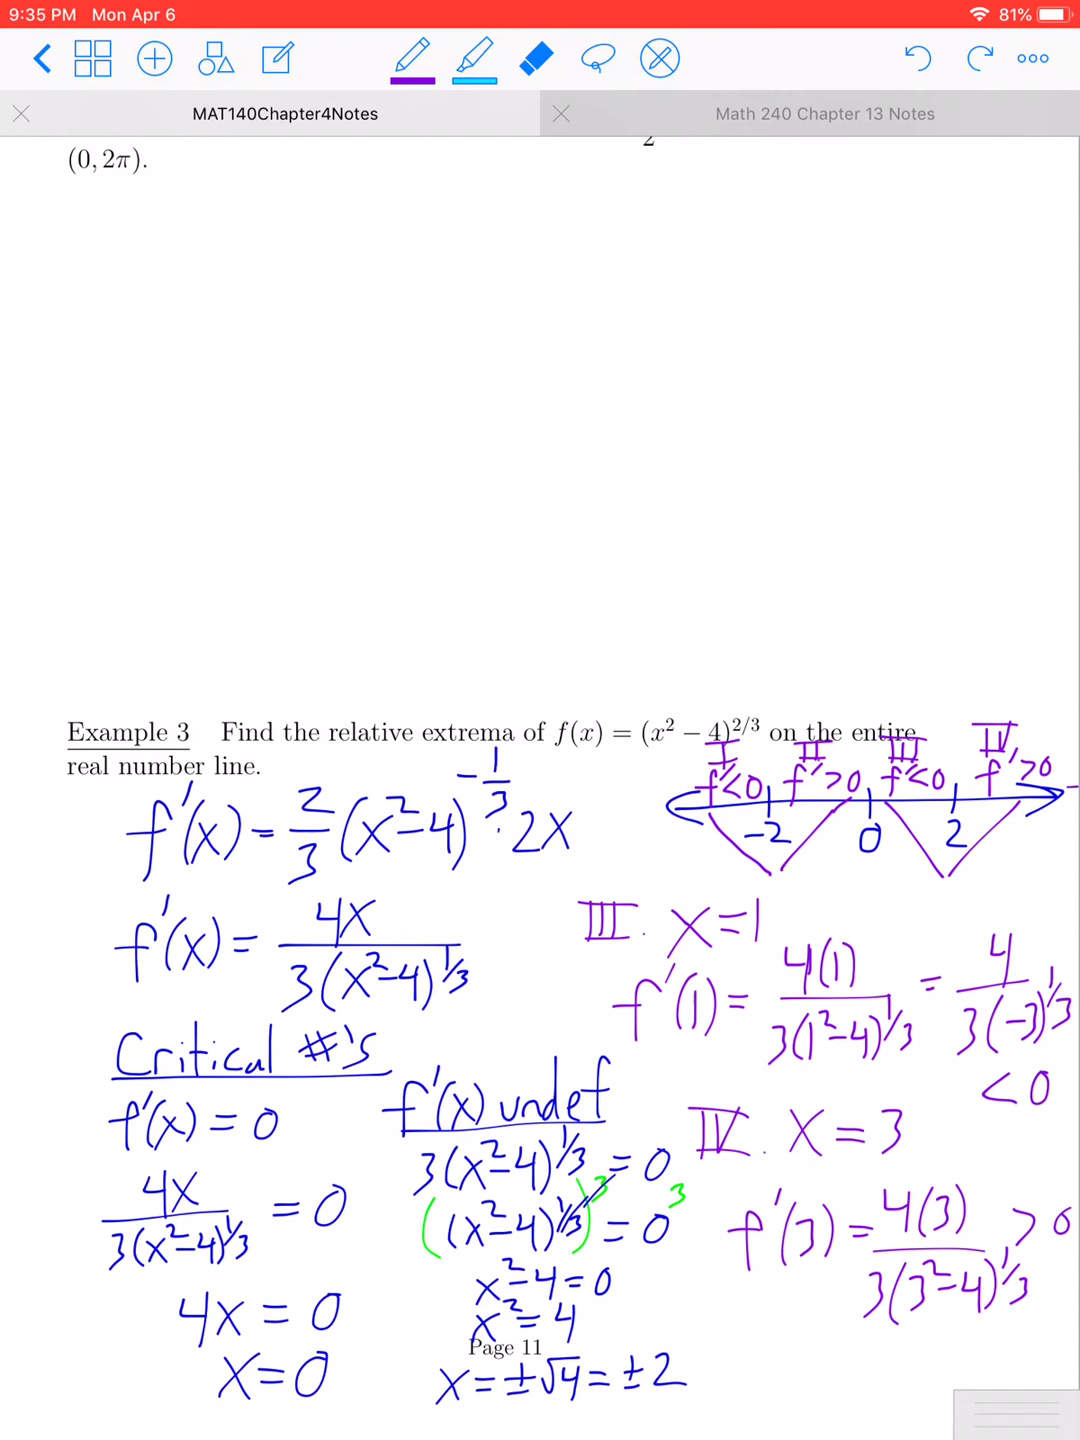 9:35 PM Mon Apr 6 81%
MAT140Chapter4Notes
Math 240 Chapter 13 Notes
2
(0, 2π).
Example 3 Find the relative extrema of f(x) = (x² − 4)^2/3 on the entire
real number line.
I II III IV
f'<0 f'>0 f'<0 f'>0
-2 0 2
f'(x) = 2/3 (x²-4)^-1/3 · 2x
f'(x) = 4x / 3(x²-4)^1/3
Critical #'s
f'(x) = 0
4x / 3(x²-4)^1/3 = 0
4x = 0
x = 0
f'(x) undef
3(x²-4)^1/3 = 0
((x²-4)^1/3)^3 = 0^3
x²-4 = 0
x² = 4
x = ±√4 = ±2
III. x=1
f'(1) = 4(1) / 3(1²-4)^1/3 = 4 / 3(-3)^1/3
< 0
IV. x = 3
f'(3) = 4(3) / 3(3²-4)^1/3 > 0
Page 11